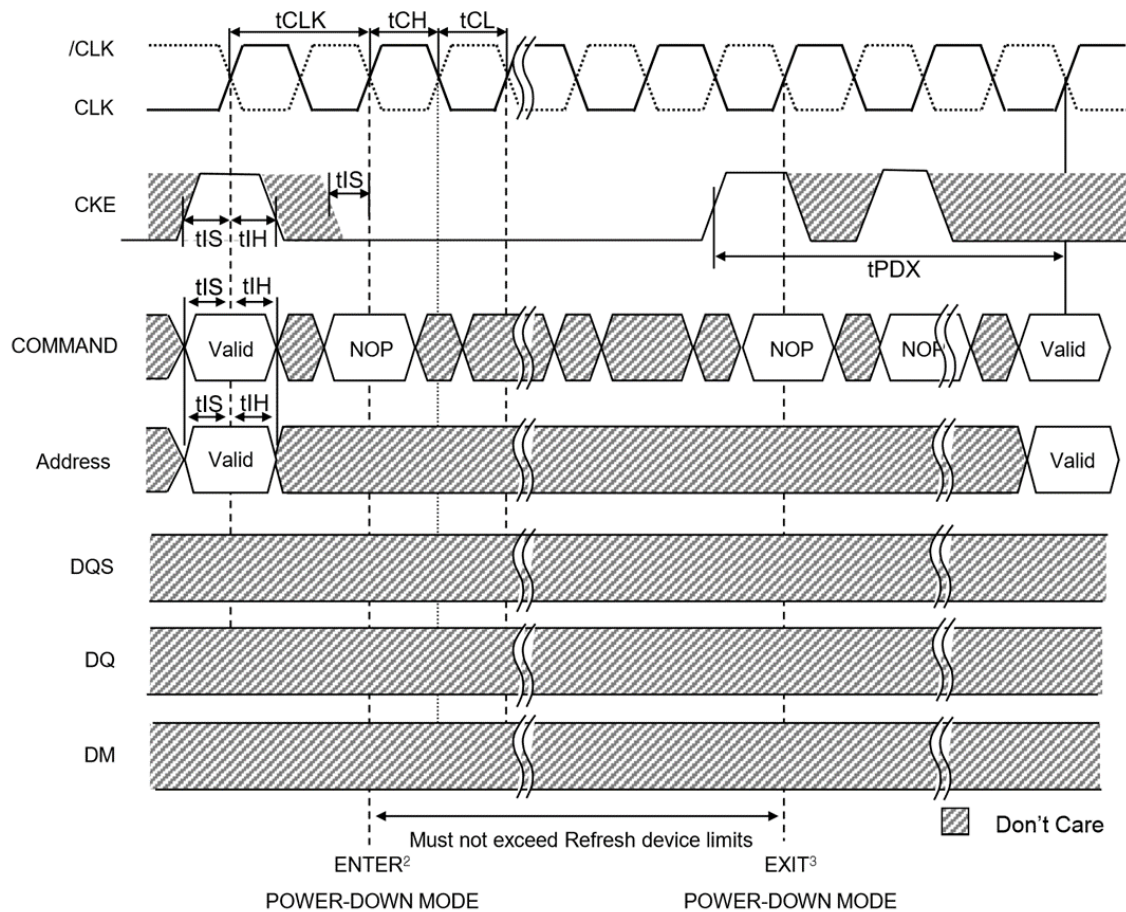 tCLK tCH tCL
/CLK
CLK
tIS
CKE
tIS tIH
tPDX
tIS tIH
COMMAND Valid NOP NOP NOP Valid
tIS tIH
Address Valid Valid
DQS
DQ
DM
Must not exceed Refresh device limits
Don't Care
ENTER² EXIT³
POWER-DOWN MODE POWER-DOWN MODE